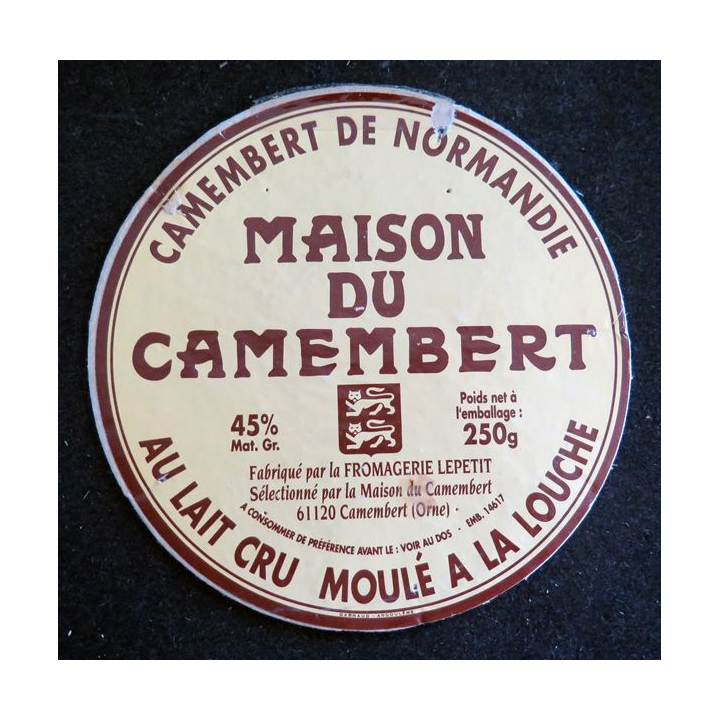 CAMEMBERT DE NORMANDIE
MAISON
DU
CAMEMBERT
45%
Mat. Gr.
Poids net à
l'emballage :
250g
Fabriqué par la FROMAGERIE LEPETIT
Sélectionné par la Maison du Camembert
61120 Camembert (Orne)
A CONSOMMER DE PRÉFÉRENCE AVANT LE : VOIR AU DOS · EMB. 14617
AU LAIT CRU MOULÉ A LA LOUCHE
GARNAUD - ANGOULÊME